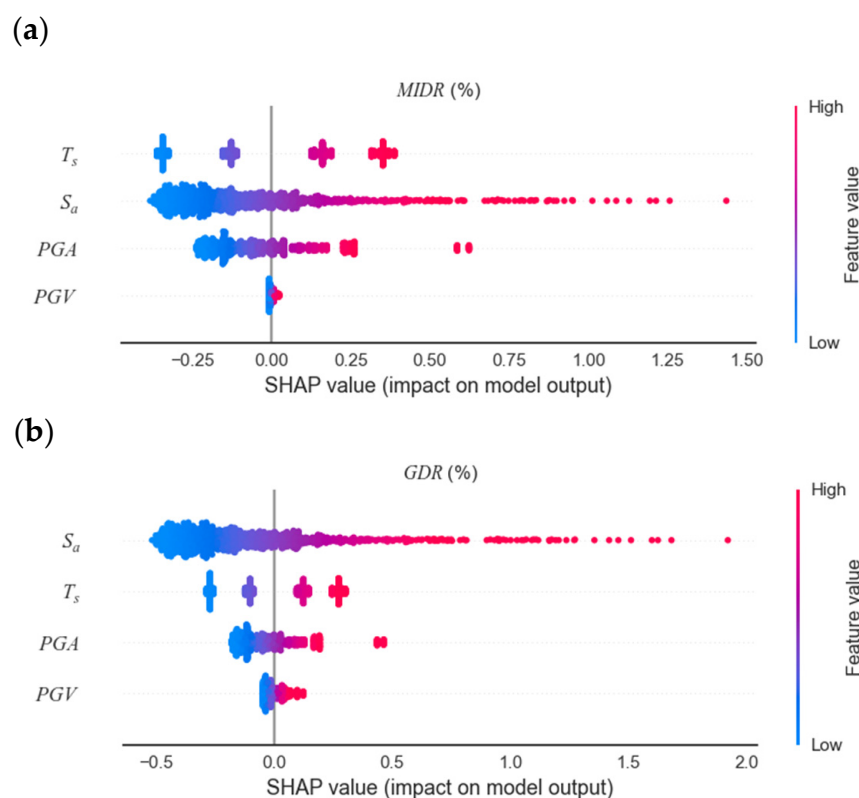 (a)
MIDR (%)
High
Ts
Sa
PGA
PGV
Feature value
Low
−0.25 0.00 0.25 0.50 0.75 1.00 1.25 1.50
SHAP value (impact on model output)
(b)
GDR (%)
High
Sa
Ts
PGA
PGV
Feature value
Low
−0.5 0.0 0.5 1.0 1.5 2.0
SHAP value (impact on model output)